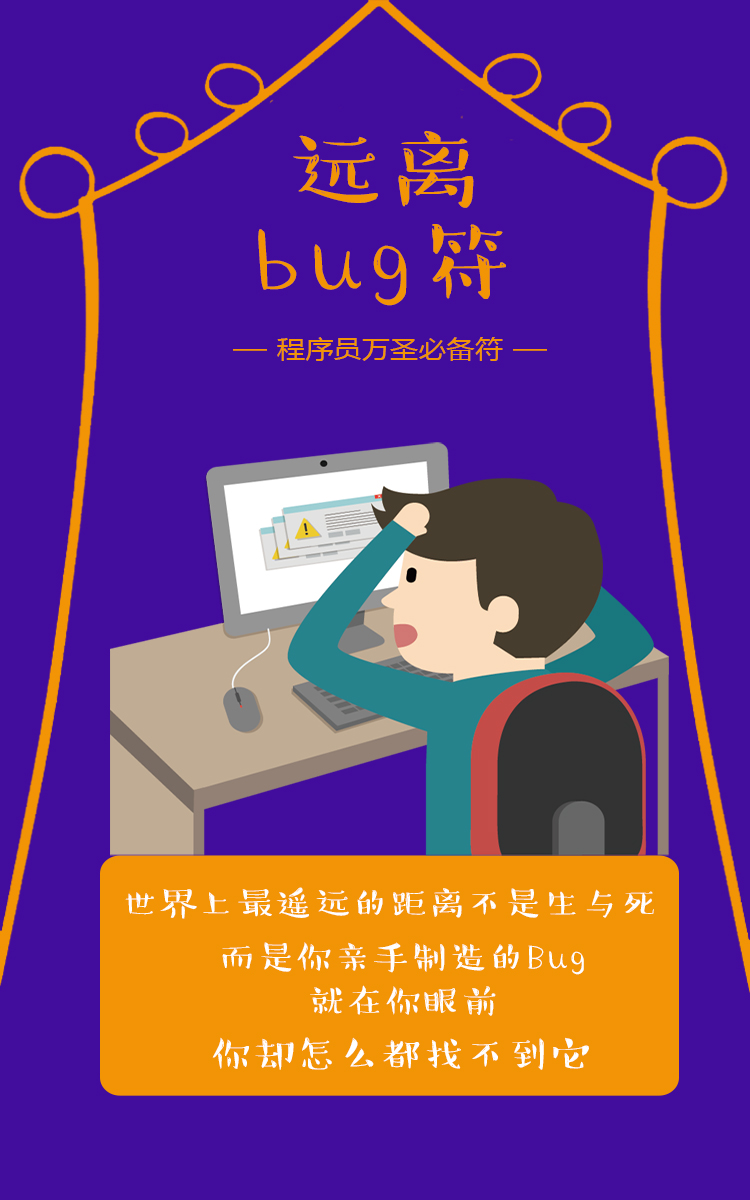 远离
bug符
— 程序员万圣必备符 —
世界上最遥远的距离不是生与死
而是你亲手制造的Bug
就在你眼前
你却怎么都找不到它